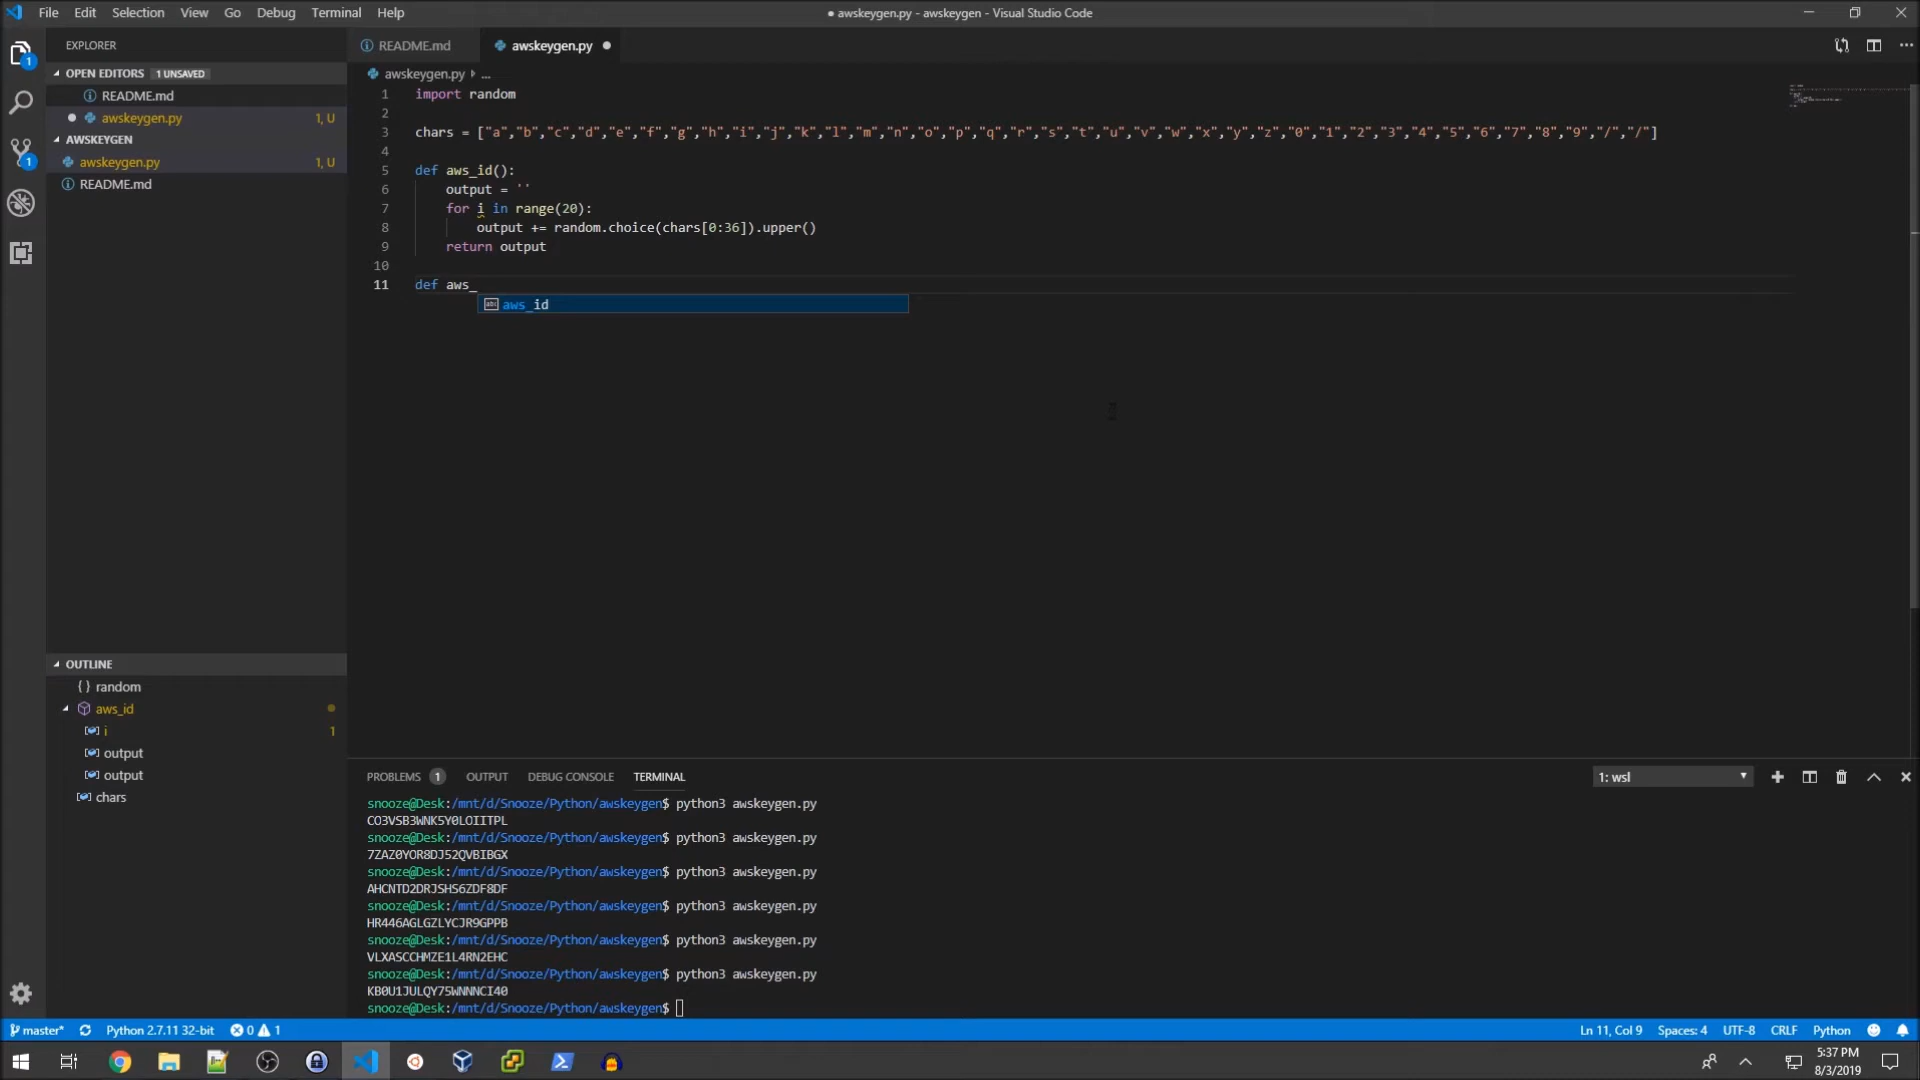 File Edit Selection View Go Debug Terminal Help
● awskeygen.py - awskeygen - Visual Studio Code
EXPLORER
OPEN EDITORS 1 UNSAVED
README.md
awskeygen.py 1, U
AWSKEYGEN
awskeygen.py 1, U
README.md
OUTLINE
{} random
aws_id
i 1
output
output
chars
README.md awskeygen.py
awskeygen.py ...
1 import random
2
3 chars = ["a","b","c","d","e","f","g","h","i","j","k","l","m","n","o","p","q","r","s","t","u","v","w","x","y","z","0","1","2","3","4","5","6","7","8","9","/","/"]
4
5 def aws_id():
6 output = ''
7 for i in range(20):
8 output += random.choice(chars[0:36]).upper()
9 return output
10
11 def aws_
abc aws_id
PROBLEMS 1 OUTPUT DEBUG CONSOLE TERMINAL 1: wsl
snooze@Desk:/mnt/d/Snooze/Python/awskeygen$ python3 awskeygen.py
CO3VSB3WNK5Y0LOIITPL
snooze@Desk:/mnt/d/Snooze/Python/awskeygen$ python3 awskeygen.py
7ZAZ0YOR8DJ52QVBIBGX
snooze@Desk:/mnt/d/Snooze/Python/awskeygen$ python3 awskeygen.py
AHCNTD2DRJSHS6ZDF8DF
snooze@Desk:/mnt/d/Snooze/Python/awskeygen$ python3 awskeygen.py
HR446AGLGZLYCJR9GPPB
snooze@Desk:/mnt/d/Snooze/Python/awskeygen$ python3 awskeygen.py
VLXASCCHMZE1L4RN2EHC
snooze@Desk:/mnt/d/Snooze/Python/awskeygen$ python3 awskeygen.py
KB0U1JULQY75WNNNCI40
snooze@Desk:/mnt/d/Snooze/Python/awskeygen$
1
1
master* Python 2.7.11 32-bit 0 1 Ln 11, Col 9 Spaces: 4 UTF-8 CRLF Python
5:37 PM
8/3/2019